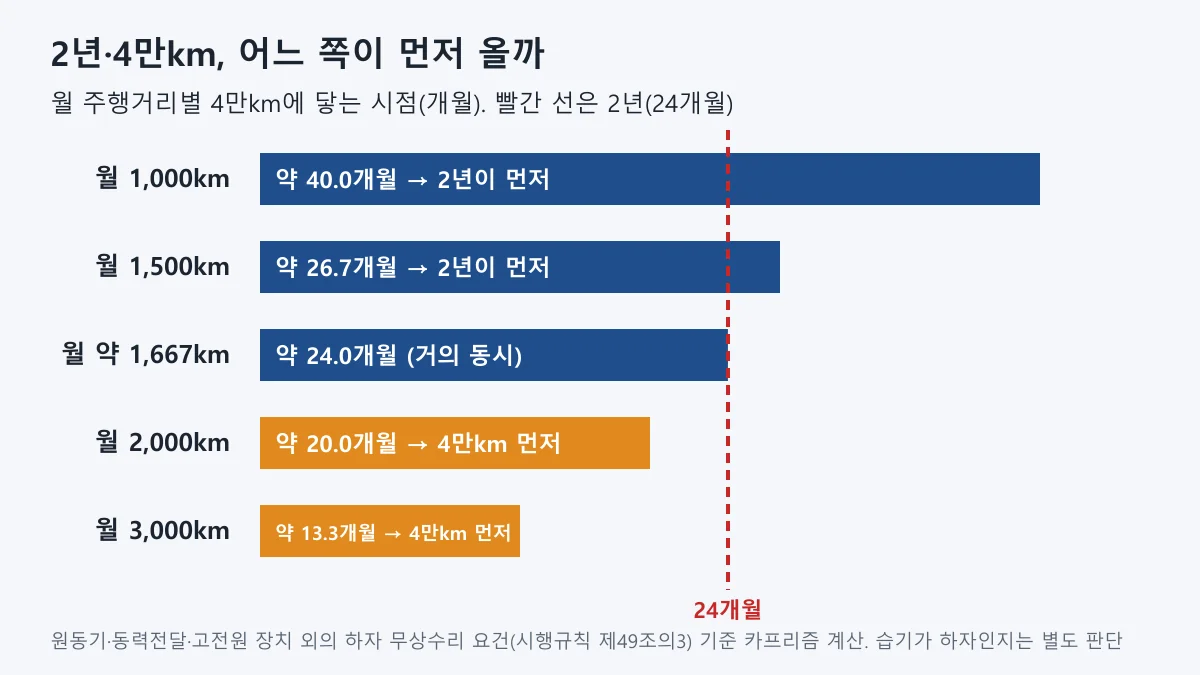 2년·4만km, 어느 쪽이 먼저 올까
월 주행거리별 4만km에 닿는 시점(개월). 빨간 선은 2년(24개월)
월 1,000km
약 40.0개월 → 2년이 먼저
월 1,500km
약 26.7개월 → 2년이 먼저
월 약 1,667km
약 24.0개월 (거의 동시)
월 2,000km
약 20.0개월 → 4만km 먼저
월 3,000km
약 13.3개월 → 4만km 먼저
24개월
원동기·동력전달·고전원 장치 외의 하자 무상수리 요건(시행규칙 제49조의3) 기준 카프리즘 계산. 습기가 하자인지는 별도 판단